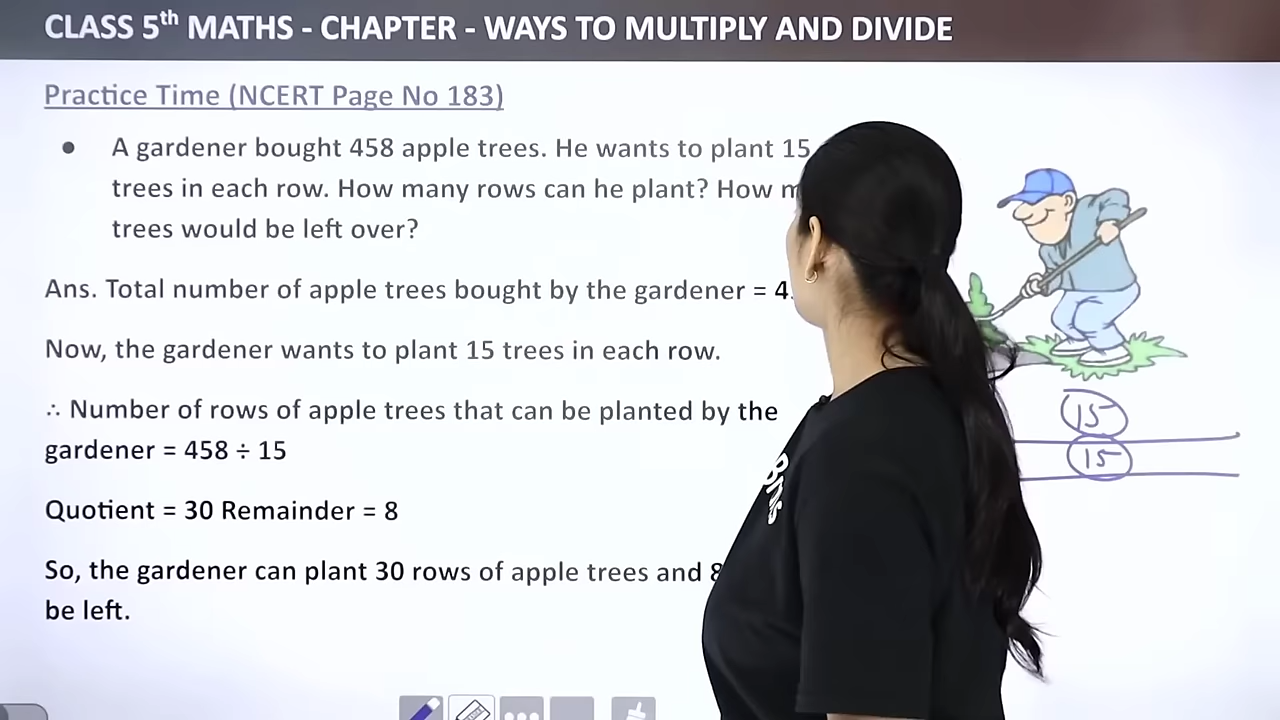 CLASS 5th MATHS - CHAPTER - WAYS TO MULTIPLY AND DIVIDE
Practice Time (NCERT Page No 183)
• A gardener bought 458 apple trees. He wants to plant 15
trees in each row. How many rows can he plant? How
trees would be left over?
Ans. Total number of apple trees bought by the gardener = 4
Now, the gardener wants to plant 15 trees in each row.
∴ Number of rows of apple trees that can be planted by the
gardener = 458 ÷ 15
15
15
Quotient = 30 Remainder = 8
So, the gardener can plant 30 rows of apple trees and 8
be left.